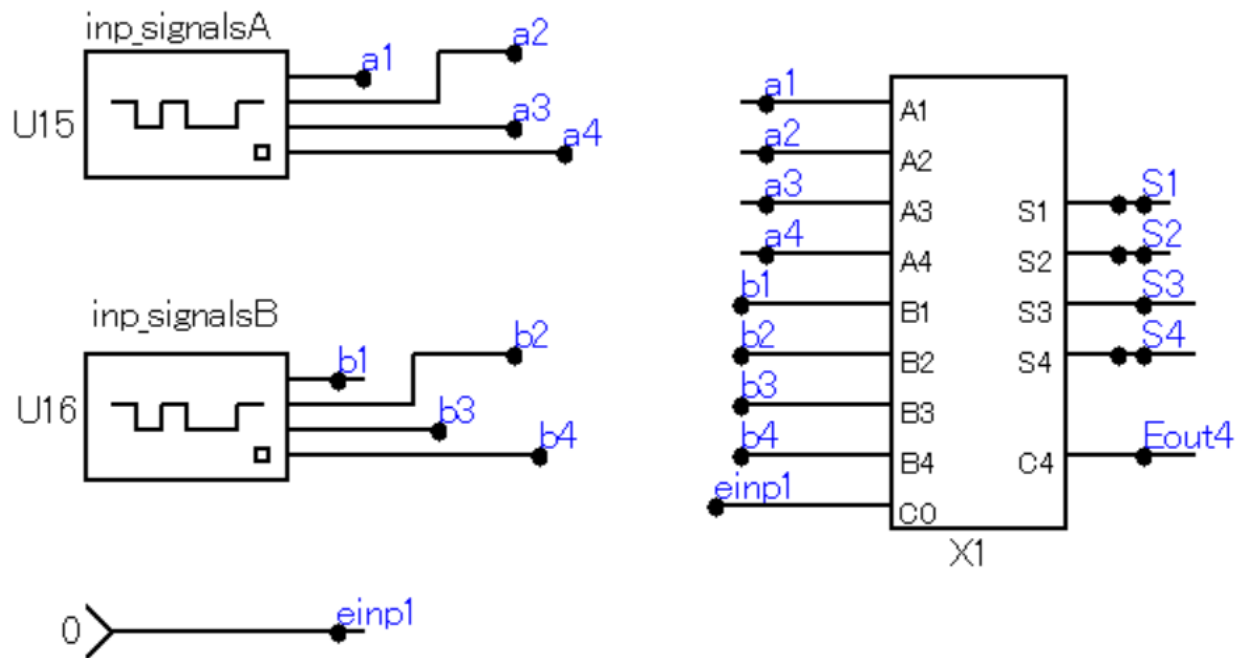 inp_signalsA
U15
a1
a2
a3
a4
inp_signalsB
U16
b1
b2
b3
b4
0
einp1
a1
a2
a3
a4
b1
b2
b3
b4
einp1
A1
A2
A3
A4
B1
B2
B3
B4
C0
S1
S2
S3
S4
C4
S1
S2
S3
S4
Eout4
X1